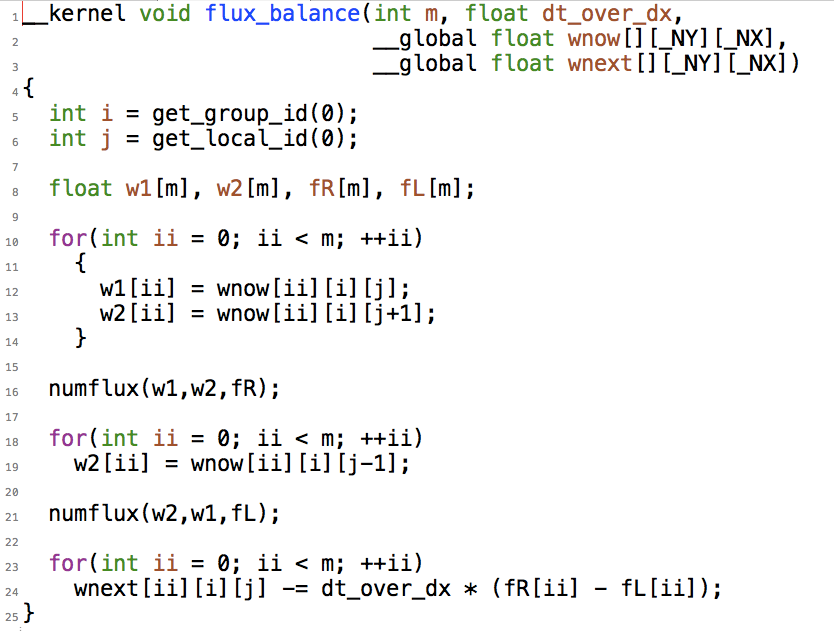 1 __kernel void flux_balance(int m, float dt_over_dx,
2                            __global float wnow[][_NY][_NX],
3                            __global float wnext[][_NY][_NX])
4 {
5   int i = get_group_id(0);
6   int j = get_local_id(0);
7
8   float w1[m], w2[m], fR[m], fL[m];
9
10   for(int ii = 0; ii < m; ++ii)
11     {
12       w1[ii] = wnow[ii][i][j];
13       w2[ii] = wnow[ii][i][j+1];
14     }
15
16   numflux(w1,w2,fR);
17
18   for(int ii = 0; ii < m; ++ii)
19     w2[ii] = wnow[ii][i][j-1];
20
21   numflux(w2,w1,fL);
22
23   for(int ii = 0; ii < m; ++ii)
24     wnext[ii][i][j] -= dt_over_dx * (fR[ii] - fL[ii]);
25 }